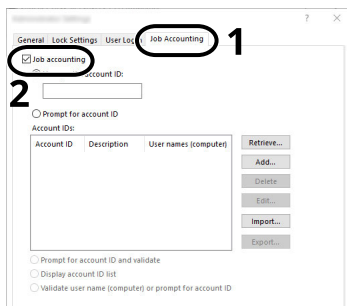 ? ×
General Lock Settings User Login Job Accounting 1
Job accounting
account ID:
2
Prompt for account ID
Account IDs:
Account ID Description User names (computer) Retrieve...
Add...
Delete
Edit...
Import...
Export...
Prompt for account ID and validate
Display account ID list
Validate user name (computer) or prompt for account ID